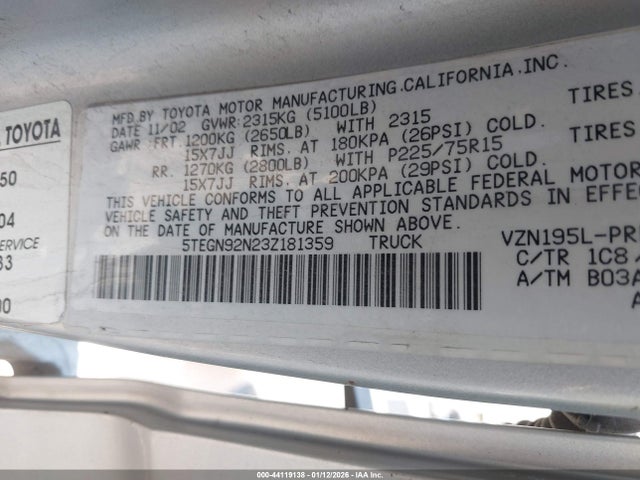 TOYOTA
50
04
SERVICE
00
MFD.BY TOYOTA MOTOR MANUFACTURING.CALIFORNIA.INC.
DATE 11/02 GVWR:2315KG (5100LB)
GAWR: FRT. 1200KG (2650LB) WITH 2315 TIRES
15X7JJ RIMS. AT 180KPA (26PSI) COLD.
RR. 1270KG (2800LB) WITH P225/75R15 TIRES
15X7JJ RIMS. AT 200KPA (29PSI) COLD.
THIS VEHICLE CONFORMS TO ALL APPLICABLE FEDERAL MOTOR
VEHICLE SAFETY AND THEFT PREVENTION STANDARDS IN EFFE
ON THE DATE OF MANUFACTURE SHOWN ABOVE.
5TEGN92N23Z181359 TRUCK VZN195L-PR
C/TR 1C8
A/TM B03A
000-44119138 - 01/12/2026 - IAA Inc.